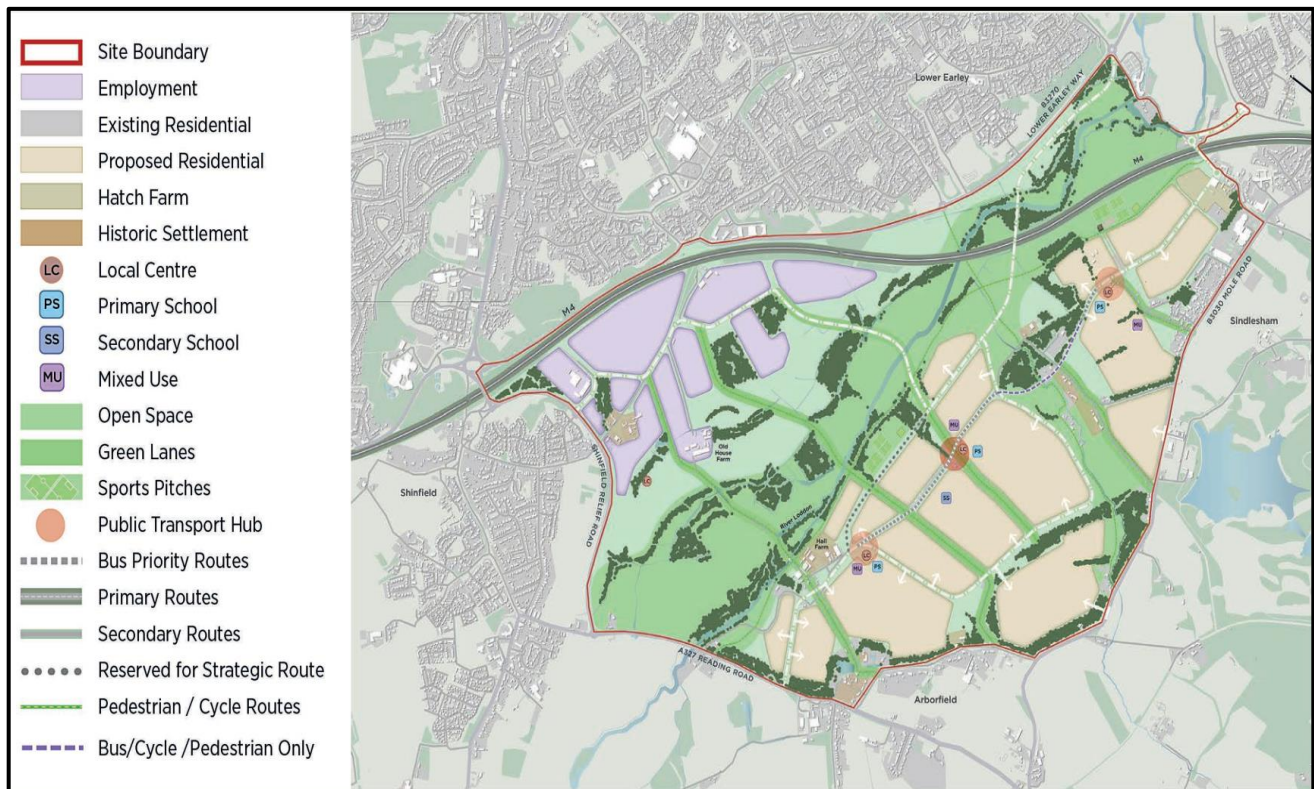 Site Boundary
Employment
Existing Residential
Proposed Residential
Hatch Farm
Historic Settlement
LC Local Centre
PS Primary School
SS Secondary School
MU Mixed Use
Open Space
Green Lanes
Sports Pitches
Public Transport Hub
Bus Priority Routes
Primary Routes
Secondary Routes
Reserved for Strategic Route
Pedestrian / Cycle Routes
Bus/Cycle /Pedestrian Only
Lower Earley
B3270
LOWER EARLEY WAY
M4
M4
B3030 MOLE ROAD
Sindlesham
LC
PS
MU
Old
House
Farm
SHINFIELD RELIEF ROAD
Shinfield
LC
MU
LC
PS
SS
River Loddon
Hall
Farm
LC
MU
PS
A327 READING ROAD
Arborfield